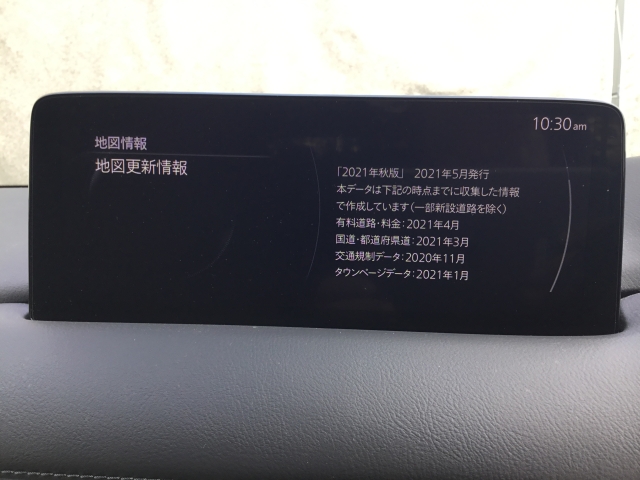 10:30am
地図情報
地図更新情報
「2021年秋版」 2021年5月発行
本データは下記の時点までに収集した情報
で作成しています(一部新設道路を除く)
有料道路・料金:2021年4月
国道・都道府県道:2021年3月
交通規制データ:2020年11月
タウンページデータ:2021年1月